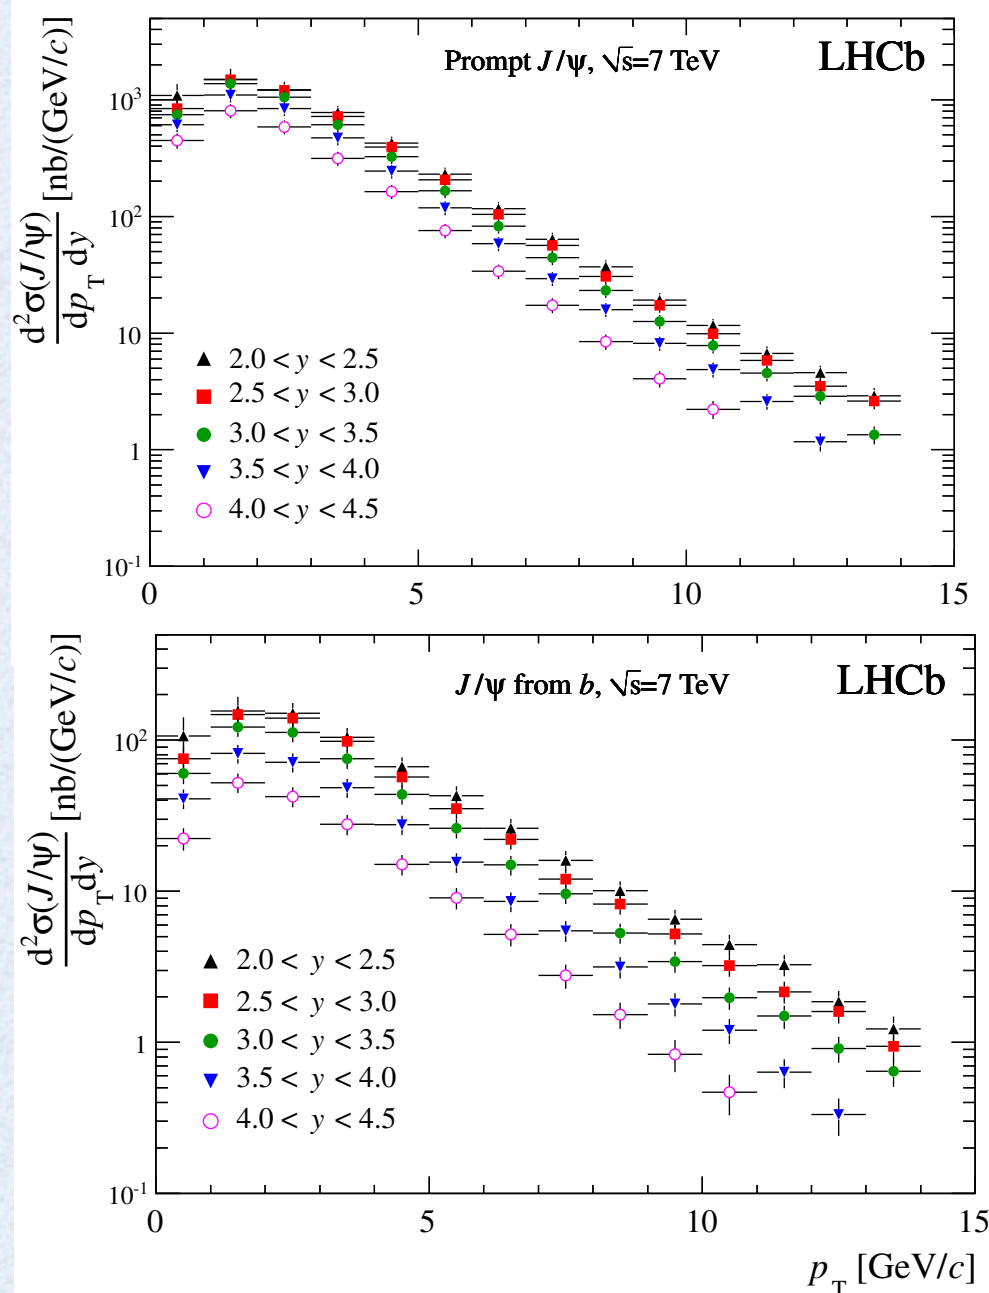 Prompt J/ψ, √s=7 TeV
LHCb
d²σ(J/ψ)/dp_T dy [nb/(GeV/c)]
10³
10²
10
1
10⁻¹
2.0 < y < 2.5
2.5 < y < 3.0
3.0 < y < 3.5
3.5 < y < 4.0
4.0 < y < 4.5
0 5 10 15
J/ψ from b, √s=7 TeV
LHCb
d²σ(J/ψ)/dp_T dy [nb/(GeV/c)]
10²
10
1
10⁻¹
2.0 < y < 2.5
2.5 < y < 3.0
3.0 < y < 3.5
3.5 < y < 4.0
4.0 < y < 4.5
0 5 10 15
p_T [GeV/c]